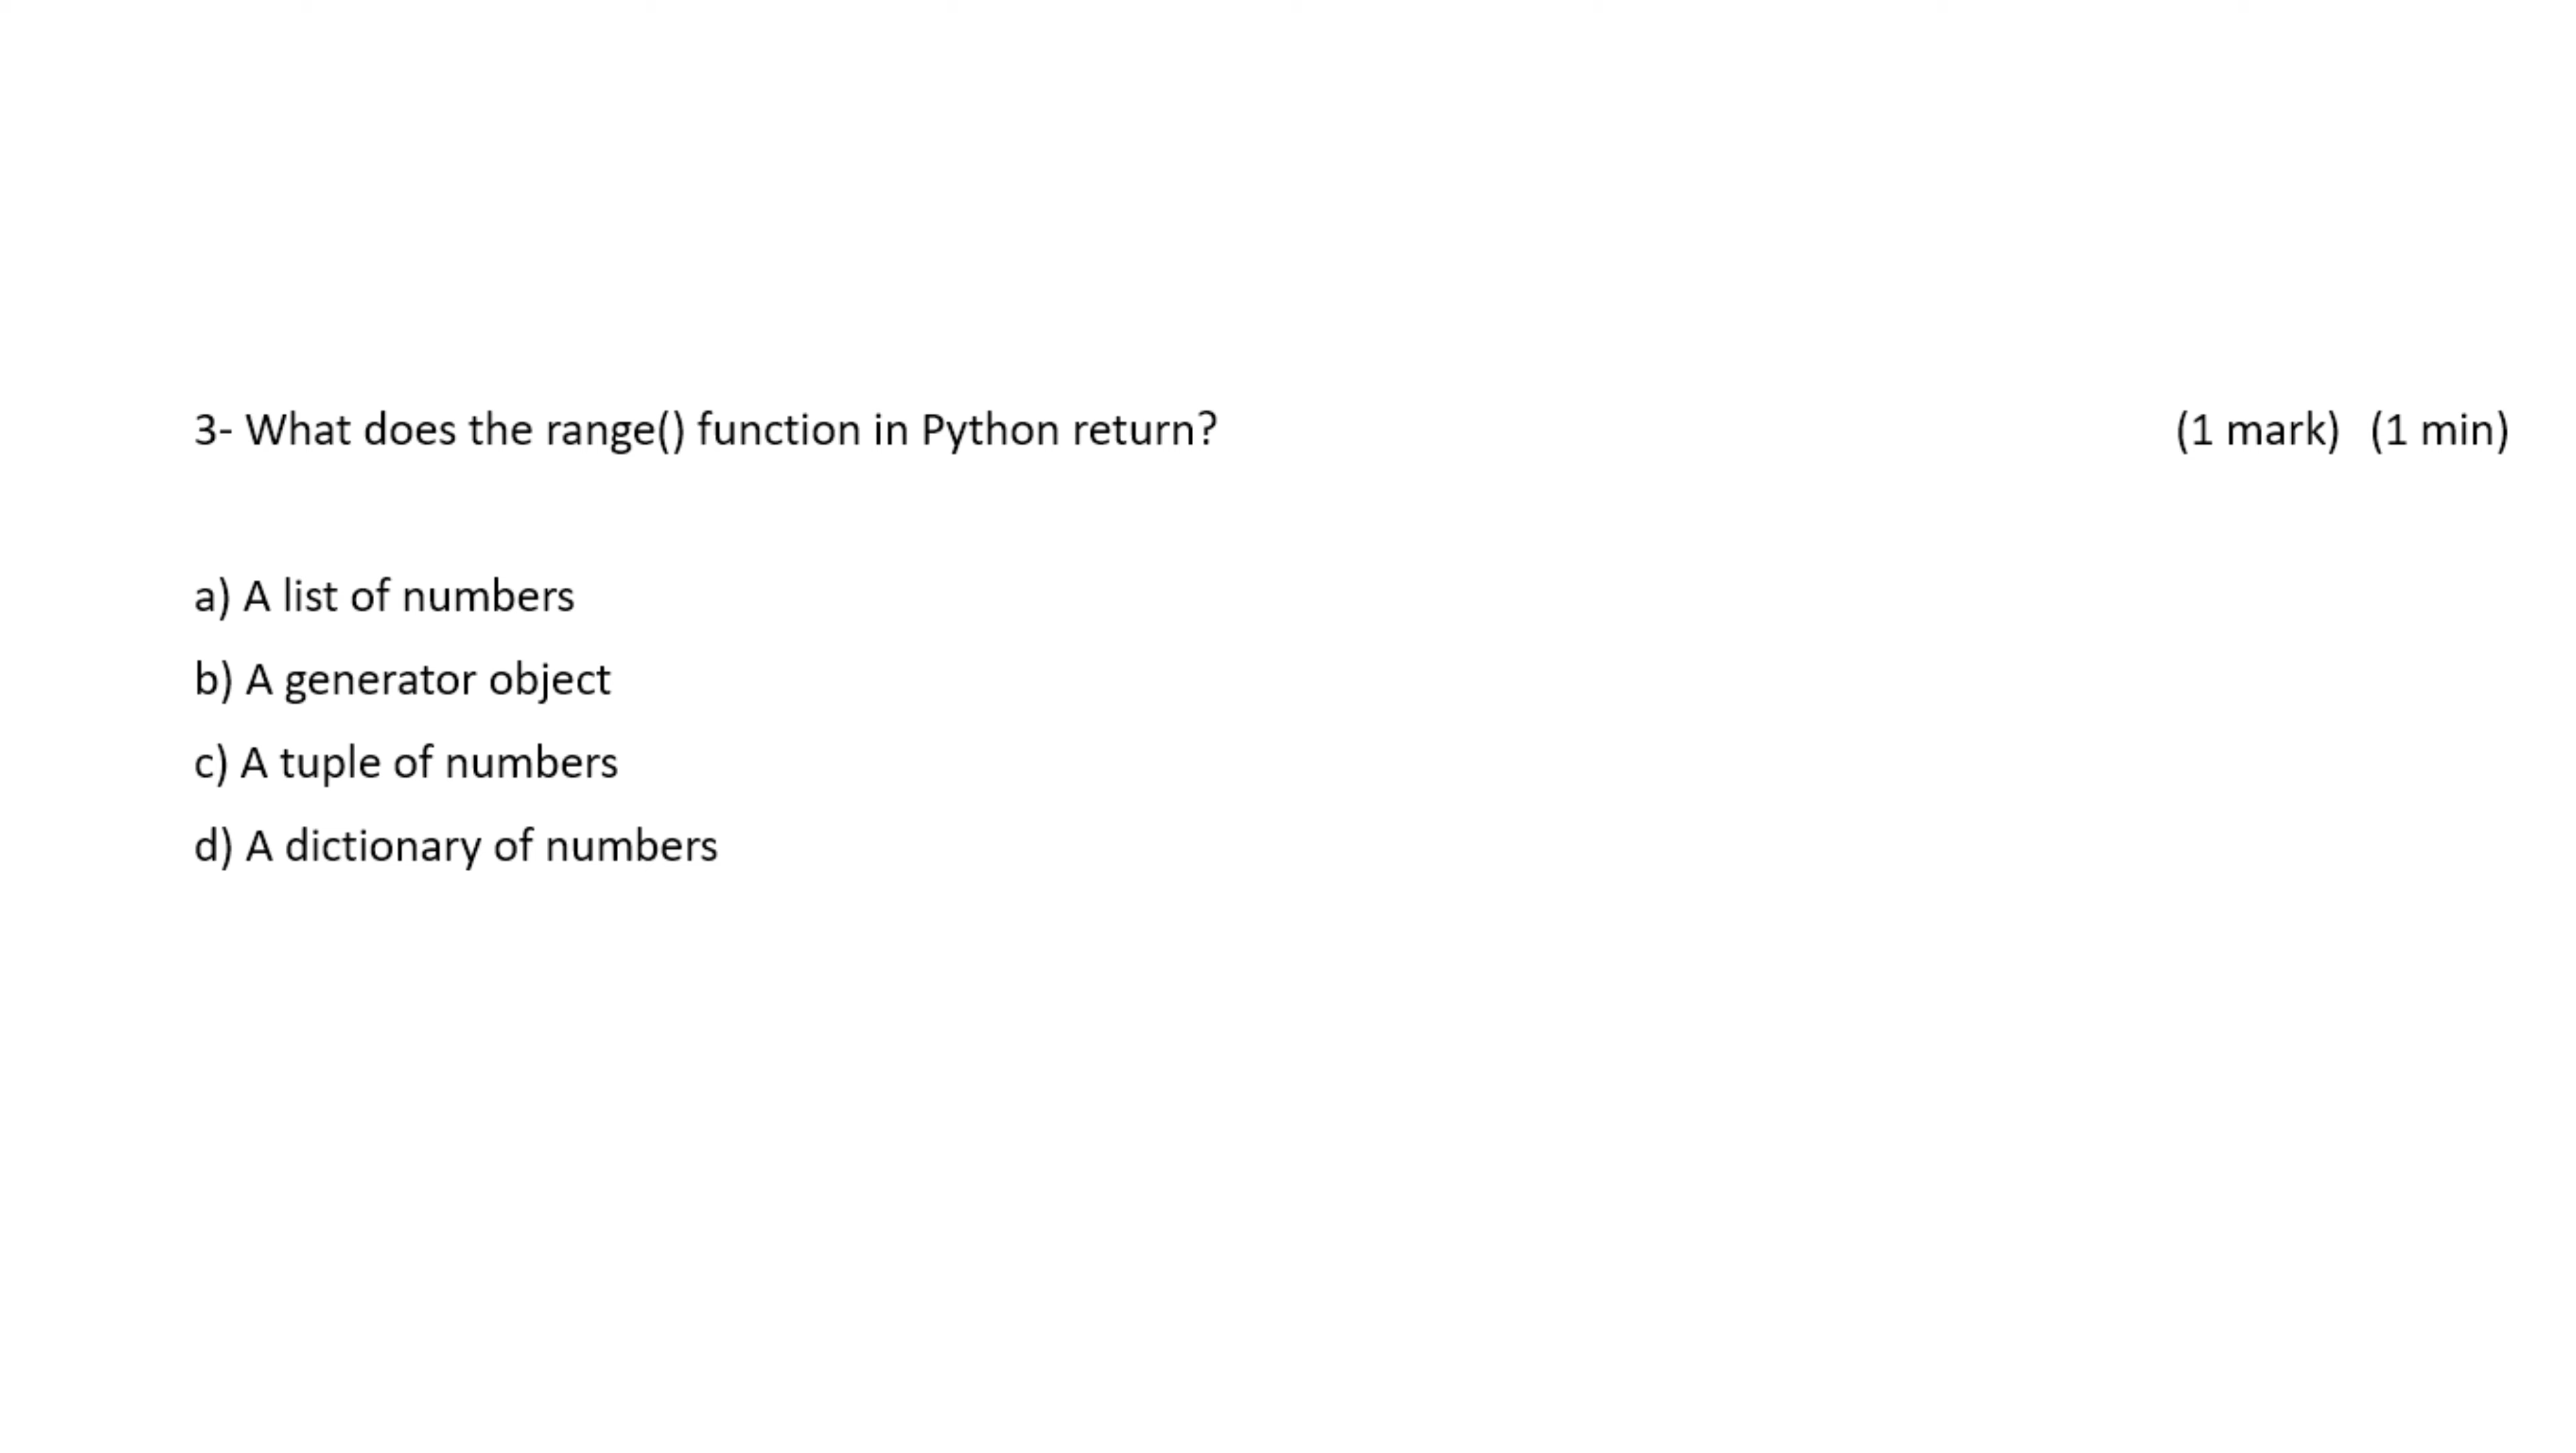 3- What does the range() function in Python return? (1 mark) (1 min)
a) A list of numbers
b) A generator object
c) A tuple of numbers
d) A dictionary of numbers